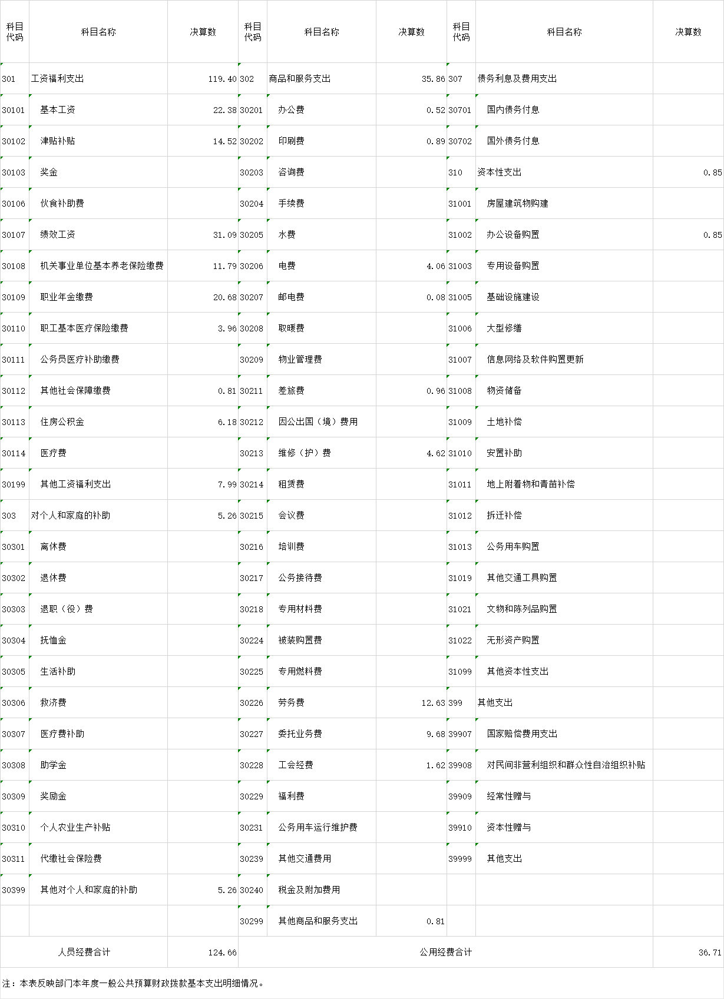 科目代码 科目名称 决算数 科目代码 科目名称 决算数 科目代码 科目名称 决算数
301 工资福利支出 119.40 302 商品和服务支出 35.86 307 债务利息及费用支出
30101 基本工资 22.38 30201 办公费 0.52 30701 国内债务付息
30102 津贴补贴 14.52 30202 印刷费 0.89 30702 国外债务付息
30103 奖金 30203 咨询费 310 资本性支出 0.85
30106 伙食补助费 30204 手续费 31001 房屋建筑物购建
30107 绩效工资 31.09 30205 水费 31002 办公设备购置 0.85
30108 机关事业单位基本养老保险缴费 11.79 30206 电费 4.06 31003 专用设备购置
30109 职业年金缴费 20.68 30207 邮电费 0.08 31005 基础设施建设
30110 职工基本医疗保险缴费 3.96 30208 取暖费 31006 大型修缮
30111 公务员医疗补助缴费 30209 物业管理费 31007 信息网络及软件购置更新
30112 其他社会保障缴费 0.81 30211 差旅费 0.96 31008 物资储备
30113 住房公积金 6.18 30212 因公出国（境）费用 31009 土地补偿
30114 医疗费 30213 维修（护）费 4.62 31010 安置补助
30199 其他工资福利支出 7.99 30214 租赁费 31011 地上附着物和青苗补偿
303 对个人和家庭的补助 5.26 30215 会议费 31012 拆迁补偿
30301 离休费 30216 培训费 31013 公务用车购置
30302 退休费 30217 公务接待费 31019 其他交通工具购置
30303 退职（役）费 30218 专用材料费 31021 文物和陈列品购置
30304 抚恤金 30224 被装购置费 31022 无形资产购置
30305 生活补助 30225 专用燃料费 31099 其他资本性支出
30306 救济费 30226 劳务费 12.63 399 其他支出
30307 医疗费补助 30227 委托业务费 9.68 39907 国家赔偿费用支出
30308 助学金 30228 工会经费 1.62 39908 对民间非营利组织和群众性自治组织补贴
30309 奖励金 30229 福利费 39909 经常性赠与
30310 个人农业生产补贴 30231 公务用车运行维护费 39910 资本性赠与
30311 代缴社会保险费 30239 其他交通费用 39999 其他支出
30399 其他对个人和家庭的补助 5.26 30240 税金及附加费用
30299 其他商品和服务支出 0.81
人员经费合计 124.66 公用经费合计 36.71
注：本表反映部门本年度一般公共预算财政拨款基本支出明细情况。